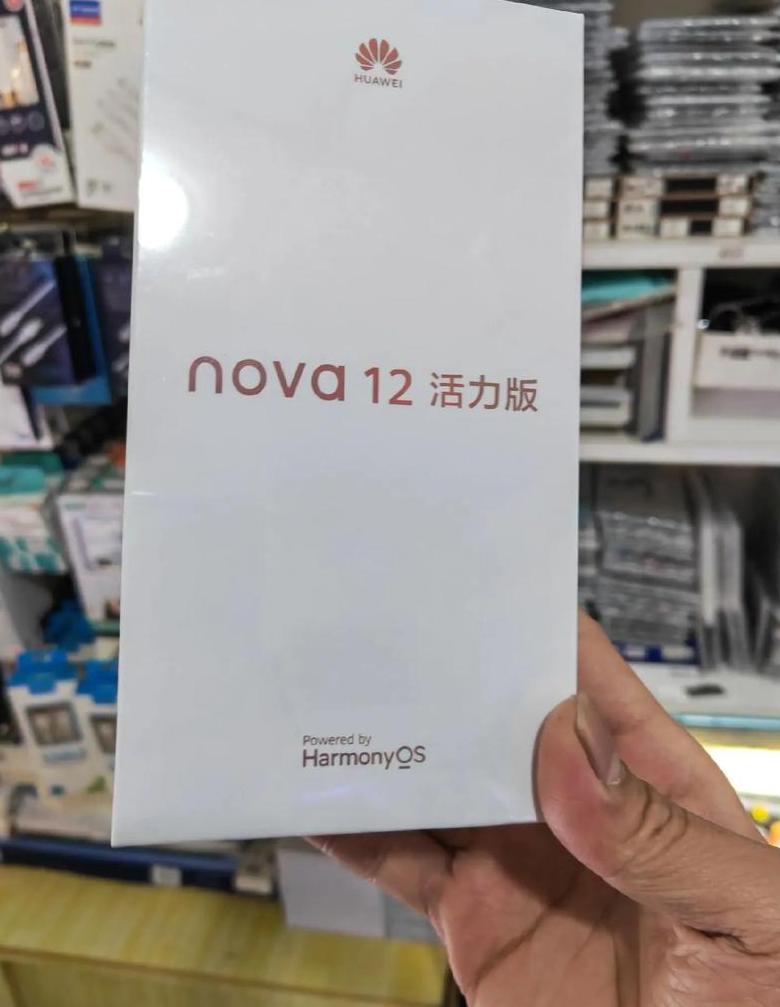 HUAWEI
nova 12 活力版
Powered by
HarmonyOS